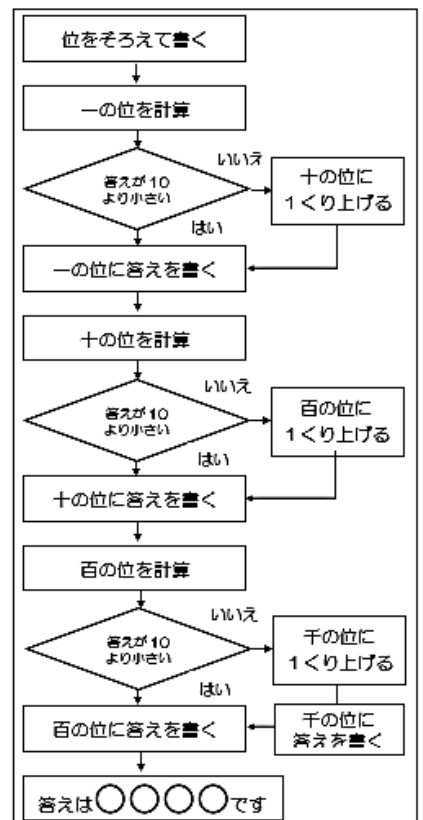 位をそろえて書く
一の位を計算
いいえ
答えが10
より小さい
十の位に
1くり上げる
はい
一の位に答えを書く
十の位を計算
いいえ
答えが10
より小さい
百の位に
1くり上げる
はい
十の位に答えを書く
百の位を計算
いいえ
答えが10
より小さい
千の位に
1くり上げる
はい
百の位に答えを書く
千の位に
答えを書く
答えは○○○○です